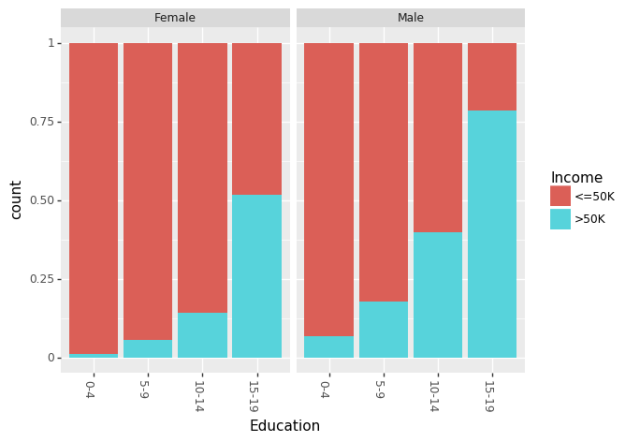 Female
Male
1
0.75
0.50
0.25
0
count
0-4
5-9
10-14
15-19
0-4
5-9
10-14
15-19
Education
Income
<=50K
>50K